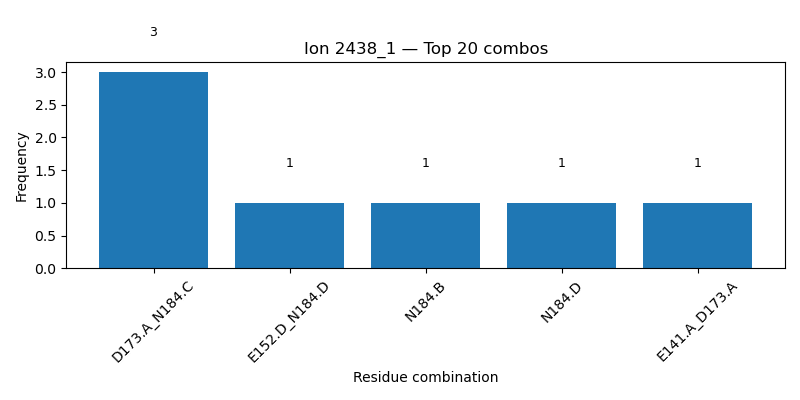 3
Ion 2438_1 — Top 20 combos
3.0
2.5
2.0
1.5
1.0
0.5
0.0
Frequency
1
1
1
1
D173.A_N184.C
E152.D_N184.D
N184.B
N184.D
E141.A_D173.A
Residue combination